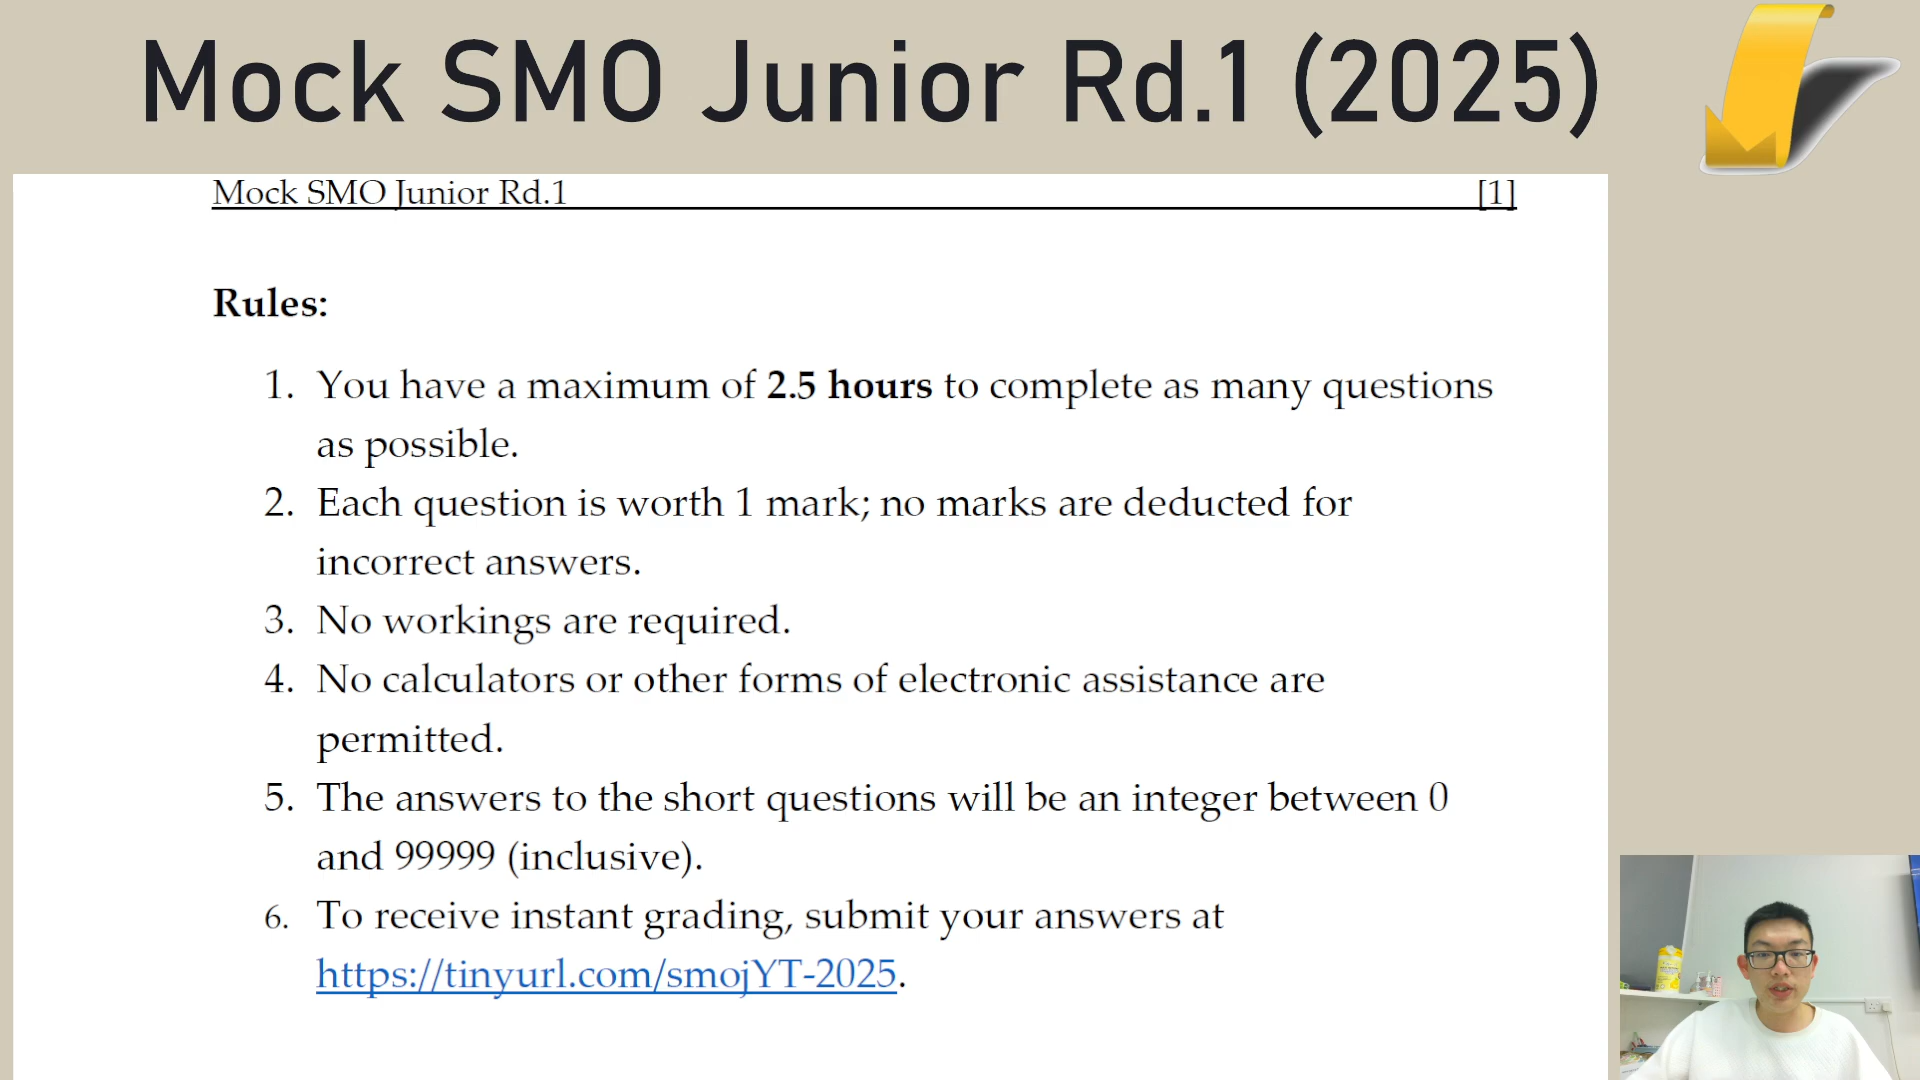 Mock SMO Junior Rd.1 (2025)
Mock SMO Junior Rd.1 [1]
Rules:
1. You have a maximum of 2.5 hours to complete as many questions
as possible.
2. Each question is worth 1 mark; no marks are deducted for
incorrect answers.
3. No workings are required.
4. No calculators or other forms of electronic assistance are
permitted.
5. The answers to the short questions will be an integer between 0
and 99999 (inclusive).
6. To receive instant grading, submit your answers at
https://tinyurl.com/smojYT-2025.